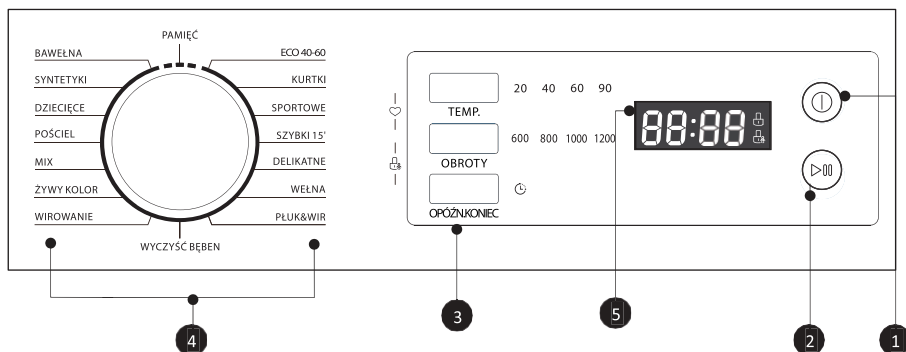 PAMIĘĆ
BAWEŁNA
SYNTETYKI
DZIECIĘCE
POŚCIEL
MIX
ŻYWY KOLOR
WIROWANIE
ECO 40-60
KURTKI
SPORTOWE
SZYBKI 15'
DELIKATNE
WEŁNA
PŁUK&WIR
WYCZYŚĆ BĘBEN
TEMP.
20 40 60 90
OBROTY
600 800 1000 1200
OPÓŹN.KONIEC
88:88
4
3
5
2
1